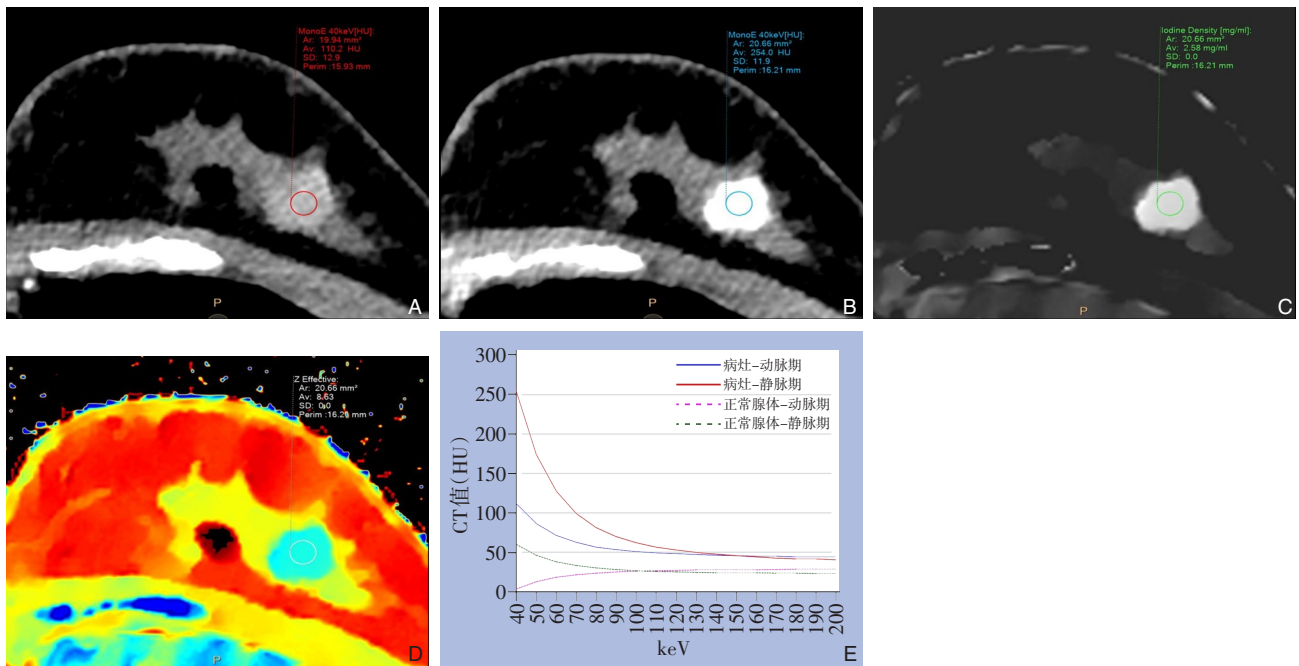 MonoE 40keV[HU]:
Ar: 19.94 mm²
Av: 110.2 HU
SD: 12.9
Perim :15.93 mm
P
A
MonoE 40keV[HU]:
Ar: 20.66 mm²
Av: 254.0 HU
SD: 11.9
Perim :16.21 mm
P
B
Iodine Density [mg/ml]:
Ar: 20.66 mm²
Av: 2.58 mg/ml
SD: 0.0
Perim :16.21 mm
P
C
Z Effective:
Ar: 20.66 mm²
Av: 8.63
SD: 0.0
Perim :16.21 mm
P
D
300
250
200
150
100
50
0
CT值(HU)
病灶-动脉期
病灶-静脉期
正常腺体-动脉期
正常腺体-静脉期
40 50 60 70 80 90 100 110 120 130 140 150 160 170 180 190 200
keV
E